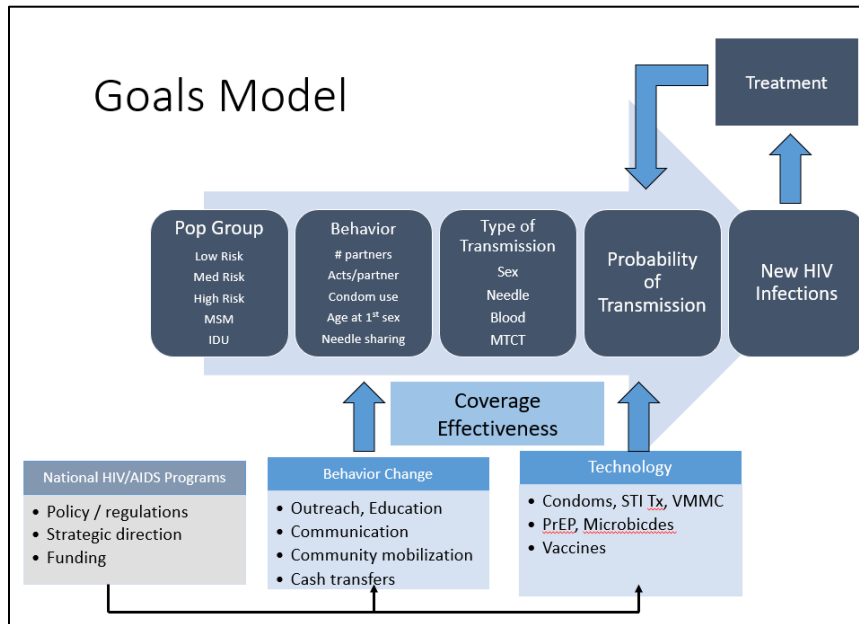 Goals Model
Treatment
Pop Group
Low Risk
Med Risk
High Risk
MSM
IDU
Behavior
# partners
Acts/partner
Condom use
Age at 1st sex
Needle sharing
Type of
Transmission
Sex
Needle
Blood
MTCT
Probability
of
Transmission
New HIV
Infections
Coverage
Effectiveness
National HIV/AIDS Programs
• Policy / regulations
• Strategic direction
• Funding
Behavior Change
• Outreach, Education
• Communication
• Community mobilization
• Cash transfers
Technology
• Condoms, STI Tx, VMMC
• PrEP, Microbicdes
• Vaccines